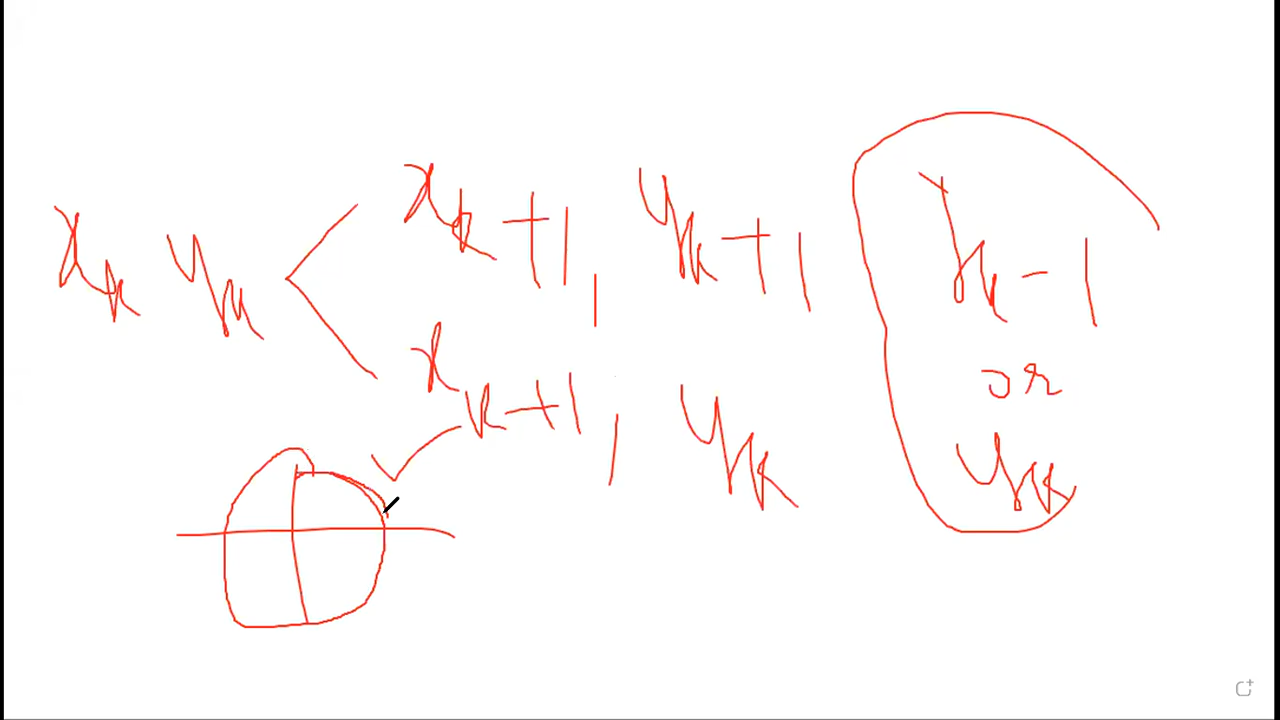 xₖ yₖ
xₖ + 1, yₖ + 1
xₖ + 1, yₖ
yₖ - 1
or
yₖ